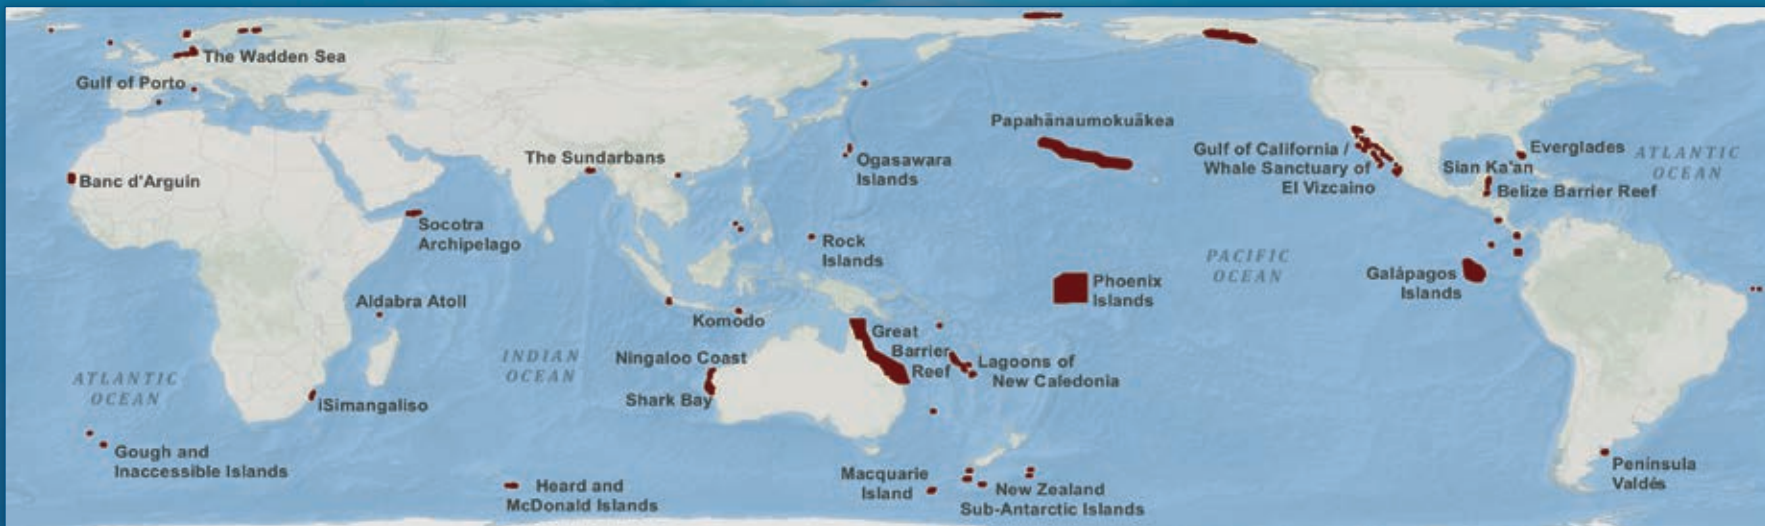 The Wadden Sea
Gulf of Porto
Papahānaumokuākea
The Sundarbans
Ogasawara
Islands
Gulf of California /
Whale Sanctuary of
El Vizcaino
Everglades
Sian Ka'an
Belize Barrier Reef
ATLANTIC
OCEAN
Banc d'Arguin
Socotra
Archipelago
Rock
Islands
PACIFIC
OCEAN
Phoenix
Islands
Galápagos
Islands
Aldabra Atoll
Komodo
Great
Barrier
Reef
Ningaloo Coast
INDIAN
OCEAN
Lagoons of
New Caledonia
Shark Bay
ATLANTIC
OCEAN
iSimangaliso
Gough and
Inaccessible Islands
Heard and
McDonald Islands
Macquarie
Island
New Zealand
Sub-Antarctic Islands
Península
Valdés